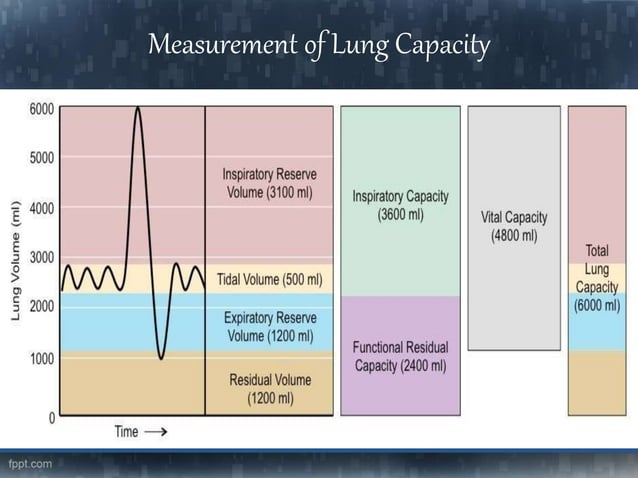 Measurement of Lung Capacity
6000
5000
4000
3000
2000
1000
0
Lung Volume (ml)
Time
Inspiratory Reserve
Volume (3100 ml)
Tidal Volume (500 ml)
Expiratory Reserve
Volume (1200 ml)
Residual Volume
(1200 ml)
Inspiratory Capacity
(3600 ml)
Functional Residual
Capacity (2400 ml)
Vital Capacity
(4800 ml)
Total
Lung
Capacity
(6000 ml)
fppt.com